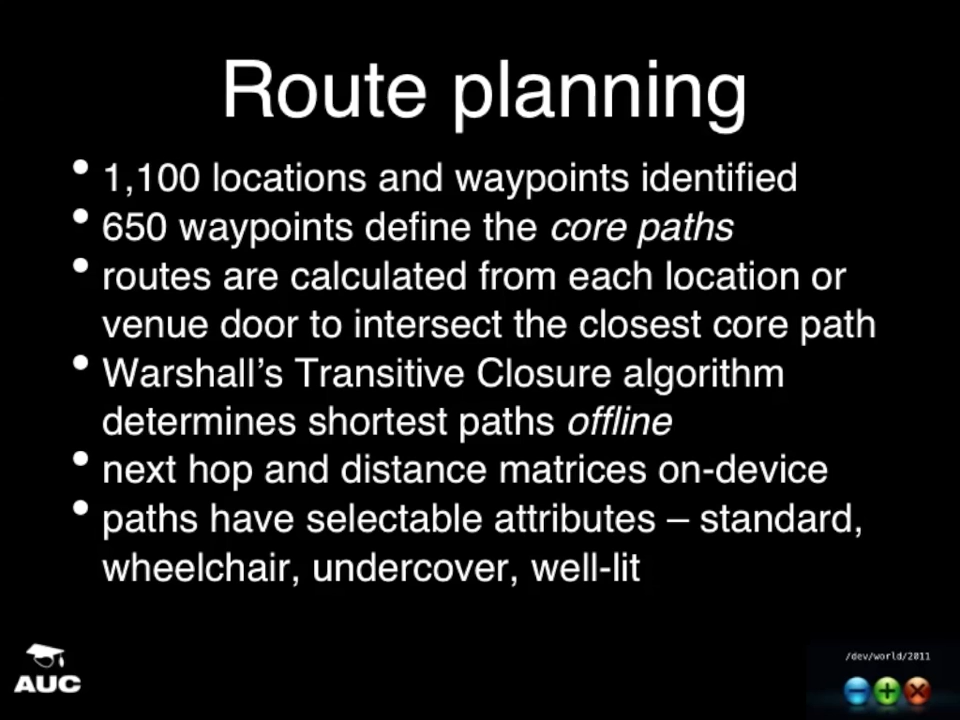 Route planning
• 1,100 locations and waypoints identified
• 650 waypoints define the core paths
• routes are calculated from each location or
venue door to intersect the closest core path
• Warshall’s Transitive Closure algorithm
determines shortest paths offline
• next hop and distance matrices on-device
• paths have selectable attributes – standard,
wheelchair, undercover, well-lit
AUC
/dev/world/2011